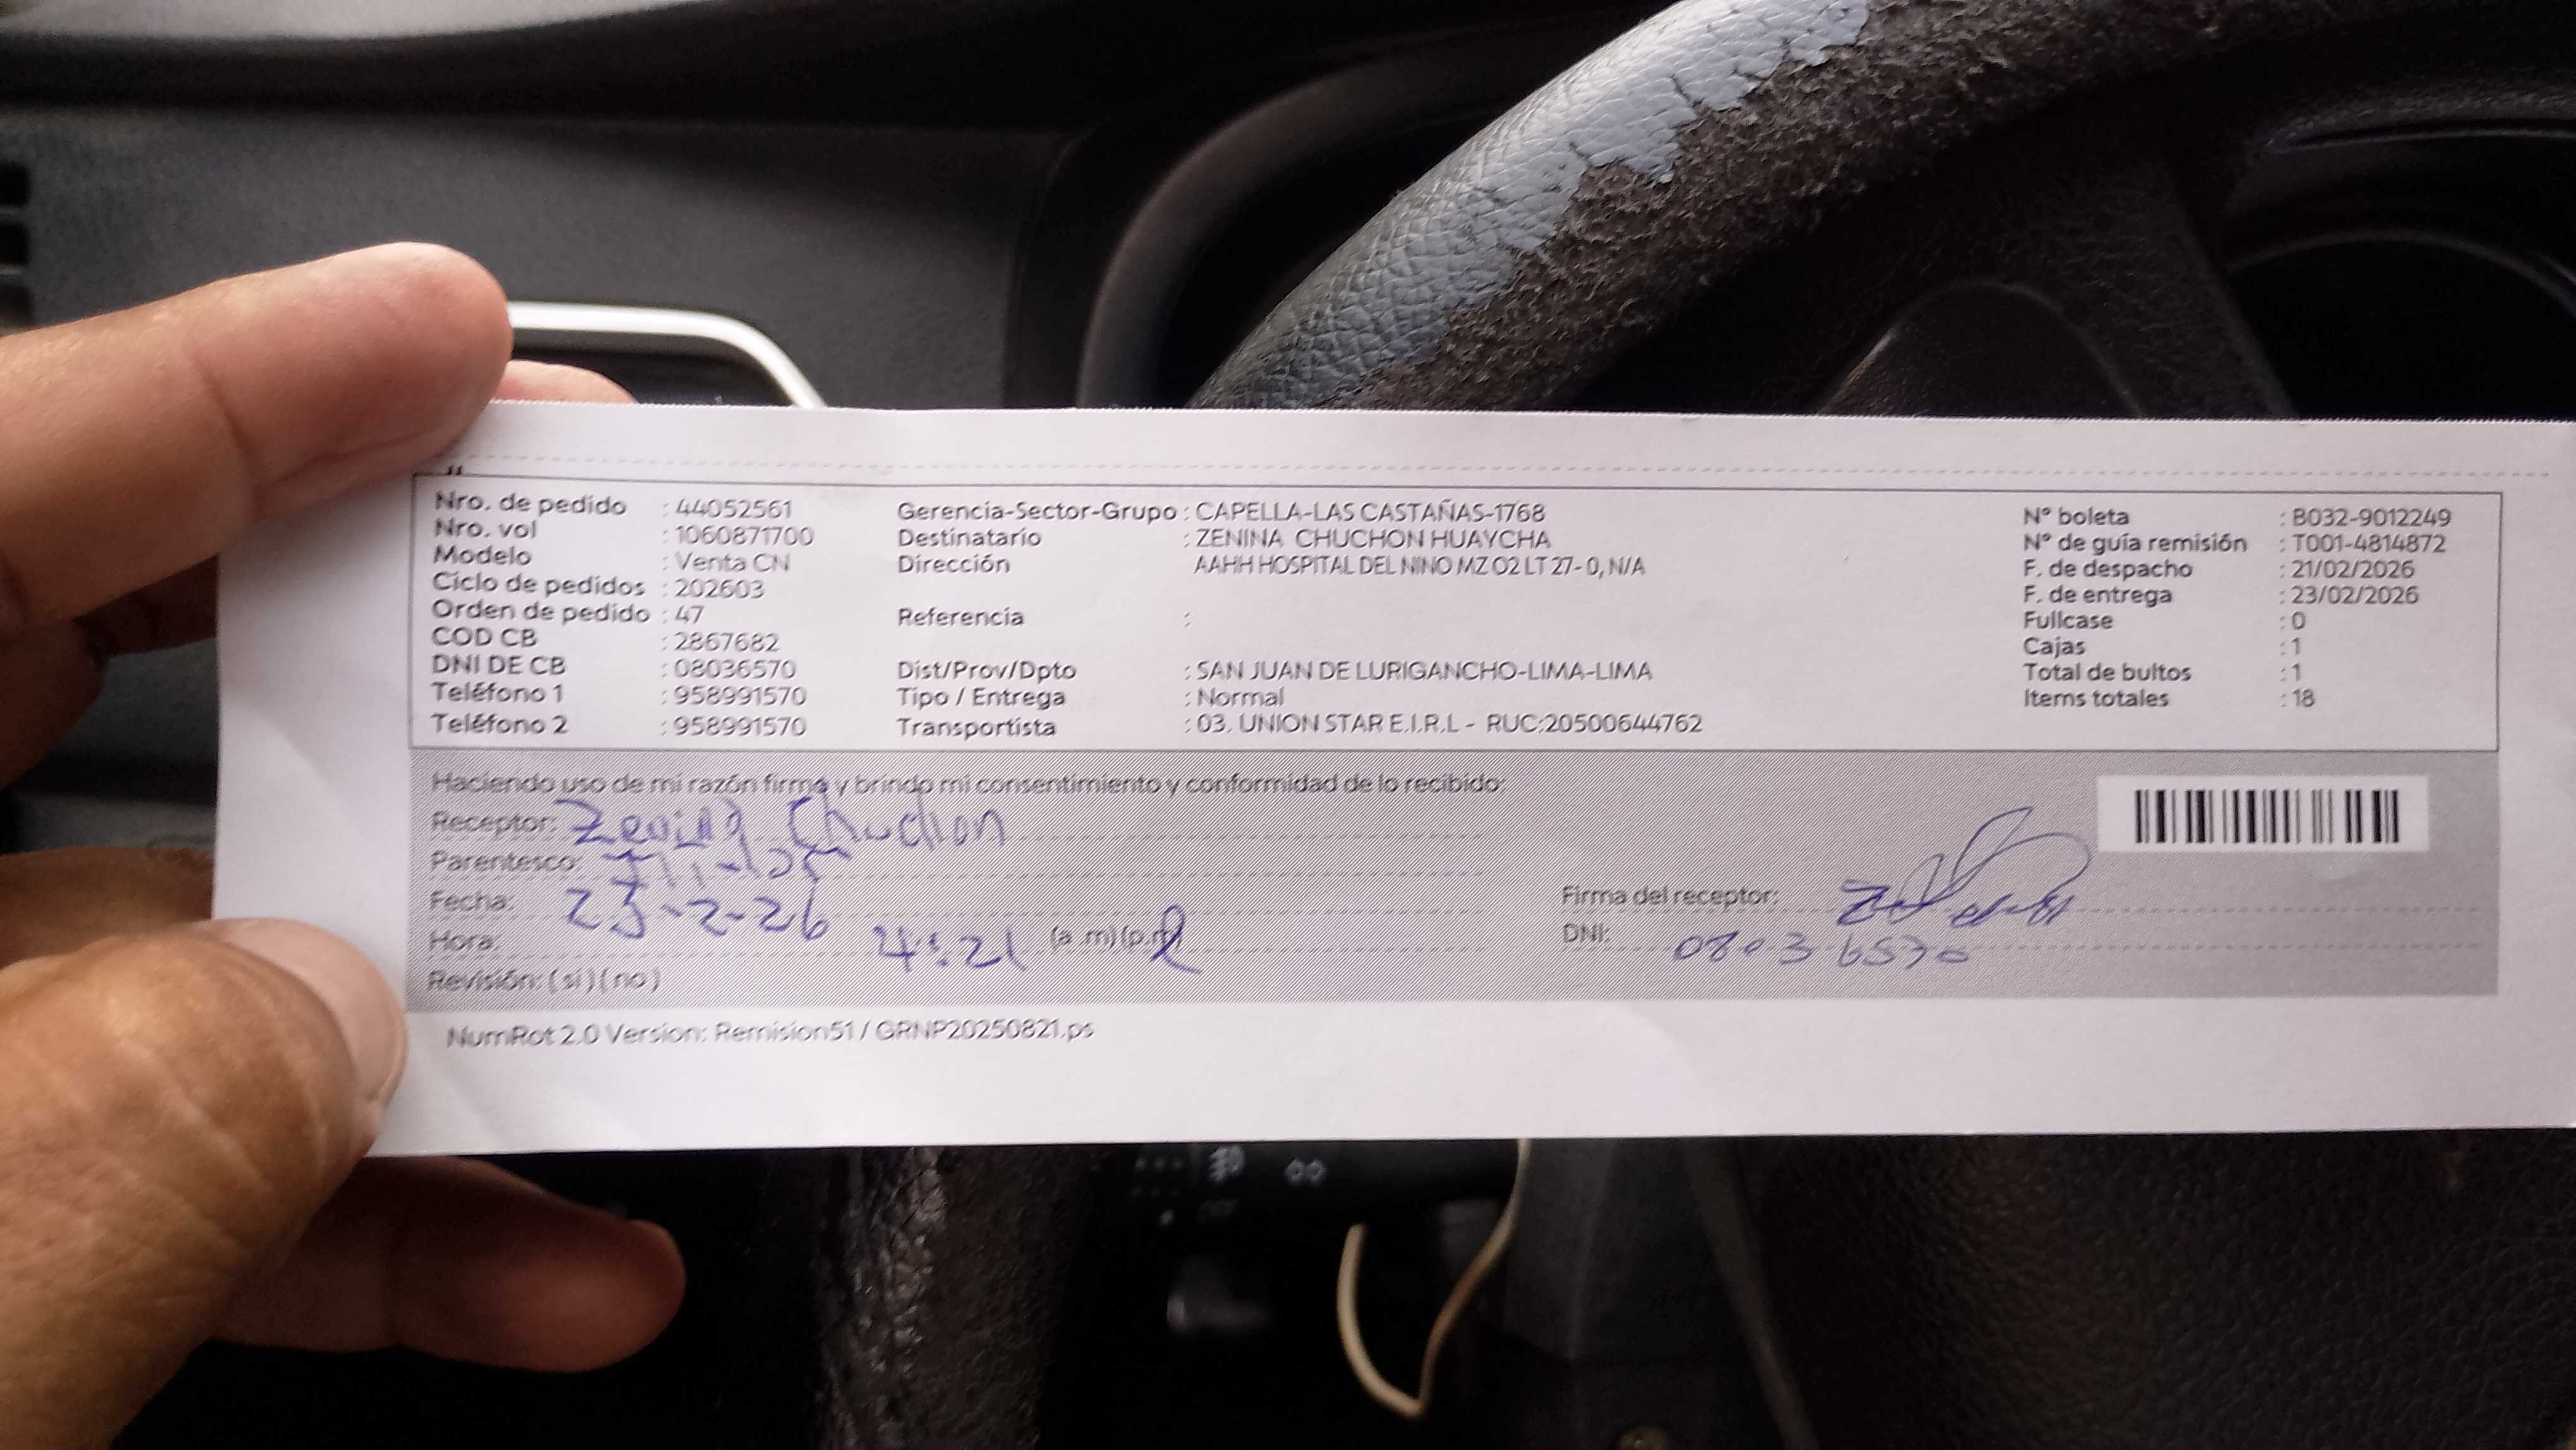 Nro. de pedido : 44052561
Nro. vol : 1060871700
Modelo : Venta CN
Ciclo de pedidos : 202603
Orden de pedido : 47
COD CB : 2867682
DNI DE CB : 08036570
Teléfono 1 : 958991570
Teléfono 2 : 958991570
Gerencia-Sector-Grupo : CAPELLA-LAS CASTAÑAS-1768
Destinatario : ZENINA CHUCHON HUAYCHA
Dirección AAHH HOSPITAL DEL NINO MZ O2 LT 27- 0, N/A
Referencia :
Dist/Prov/Dpto : SAN JUAN DE LURIGANCHO-LIMA-LIMA
Tipo / Entrega : Normal
Transportista : 03. UNION STAR E.I.R.L - RUC:20500644762
N° boleta : B032-9012249
N° de guía remisión : T001-4814872
F. de despacho : 21/02/2026
F. de entrega : 23/02/2026
Fullcase : 0
Cajas : 1
Total de bultos : 1
Items totales : 18
Haciendo uso de mi razón firmo y brindo mi consentimiento y conformidad de lo recibido:
Receptor: Zenina Chuchon
Parentesco:
Fecha: 23-2-26
Hora: 4:21 (a .m)(p.m)
Revisión: (si)(no)
Firma del receptor:
DNI: 08036570
NumRot 2.0 Version: Remision51 / GRNP20250821.ps